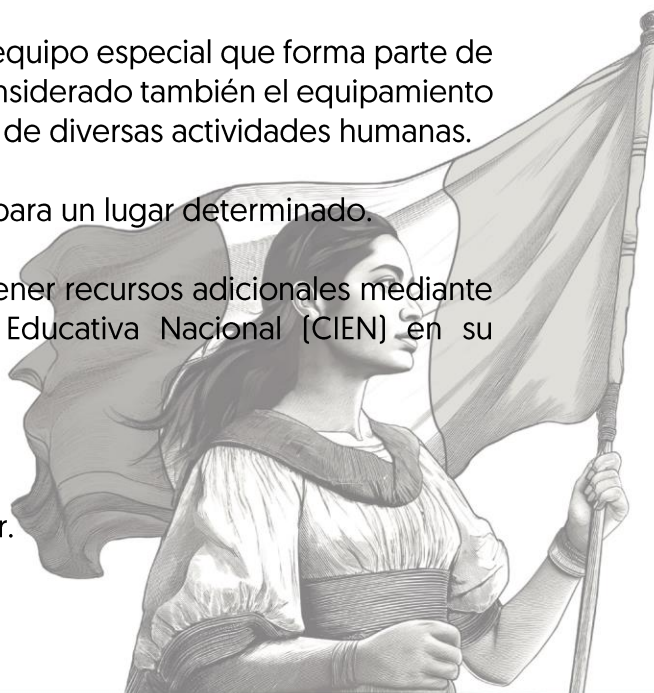 equipo especial que forma parte de
nsiderado también el equipamiento
de diversas actividades humanas.
para un lugar determinado.
ener recursos adicionales mediante
Educativa Nacional (CIEN) en su
r.